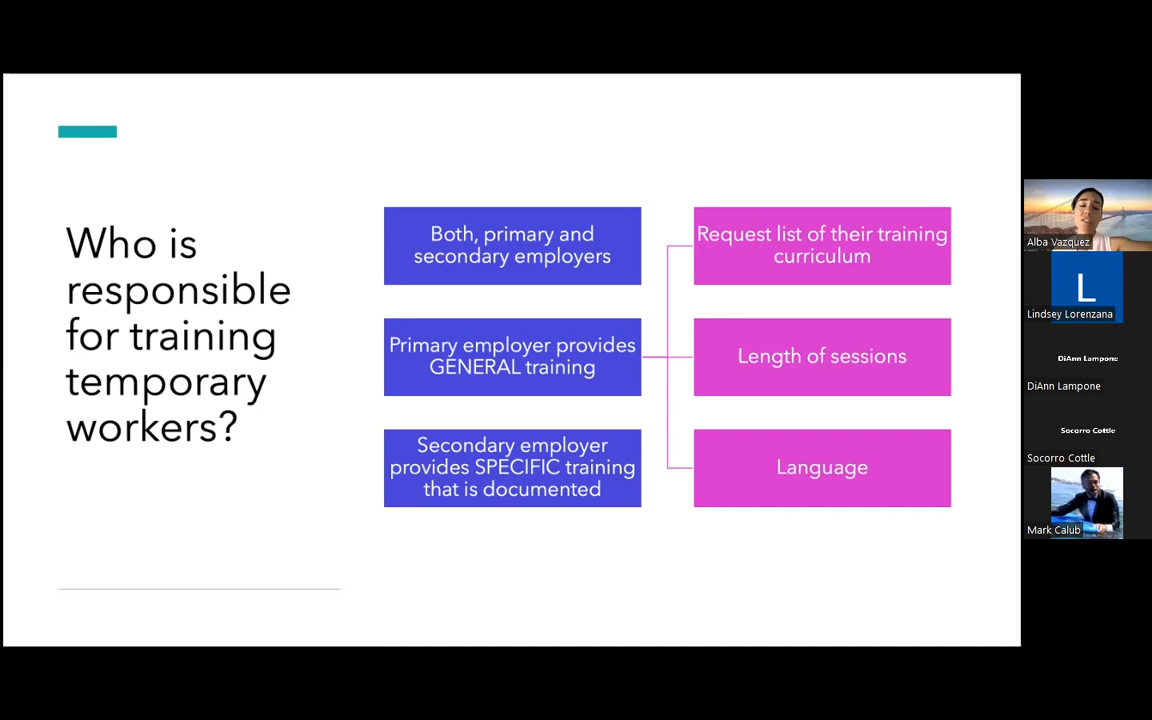 Who is
responsible
for training
temporary
workers?
Both, primary and
secondary employers
Primary employer provides
GENERAL training
Secondary employer
provides SPECIFIC training
that is documented
Request list of their training
curriculum
Length of sessions
Language
Alba Vazquez
L
Lindsey Lorenzana
DiAnn Lampone
DiAnn Lampone
Socorro Cottle
Socorro Cottle
Mark Calub